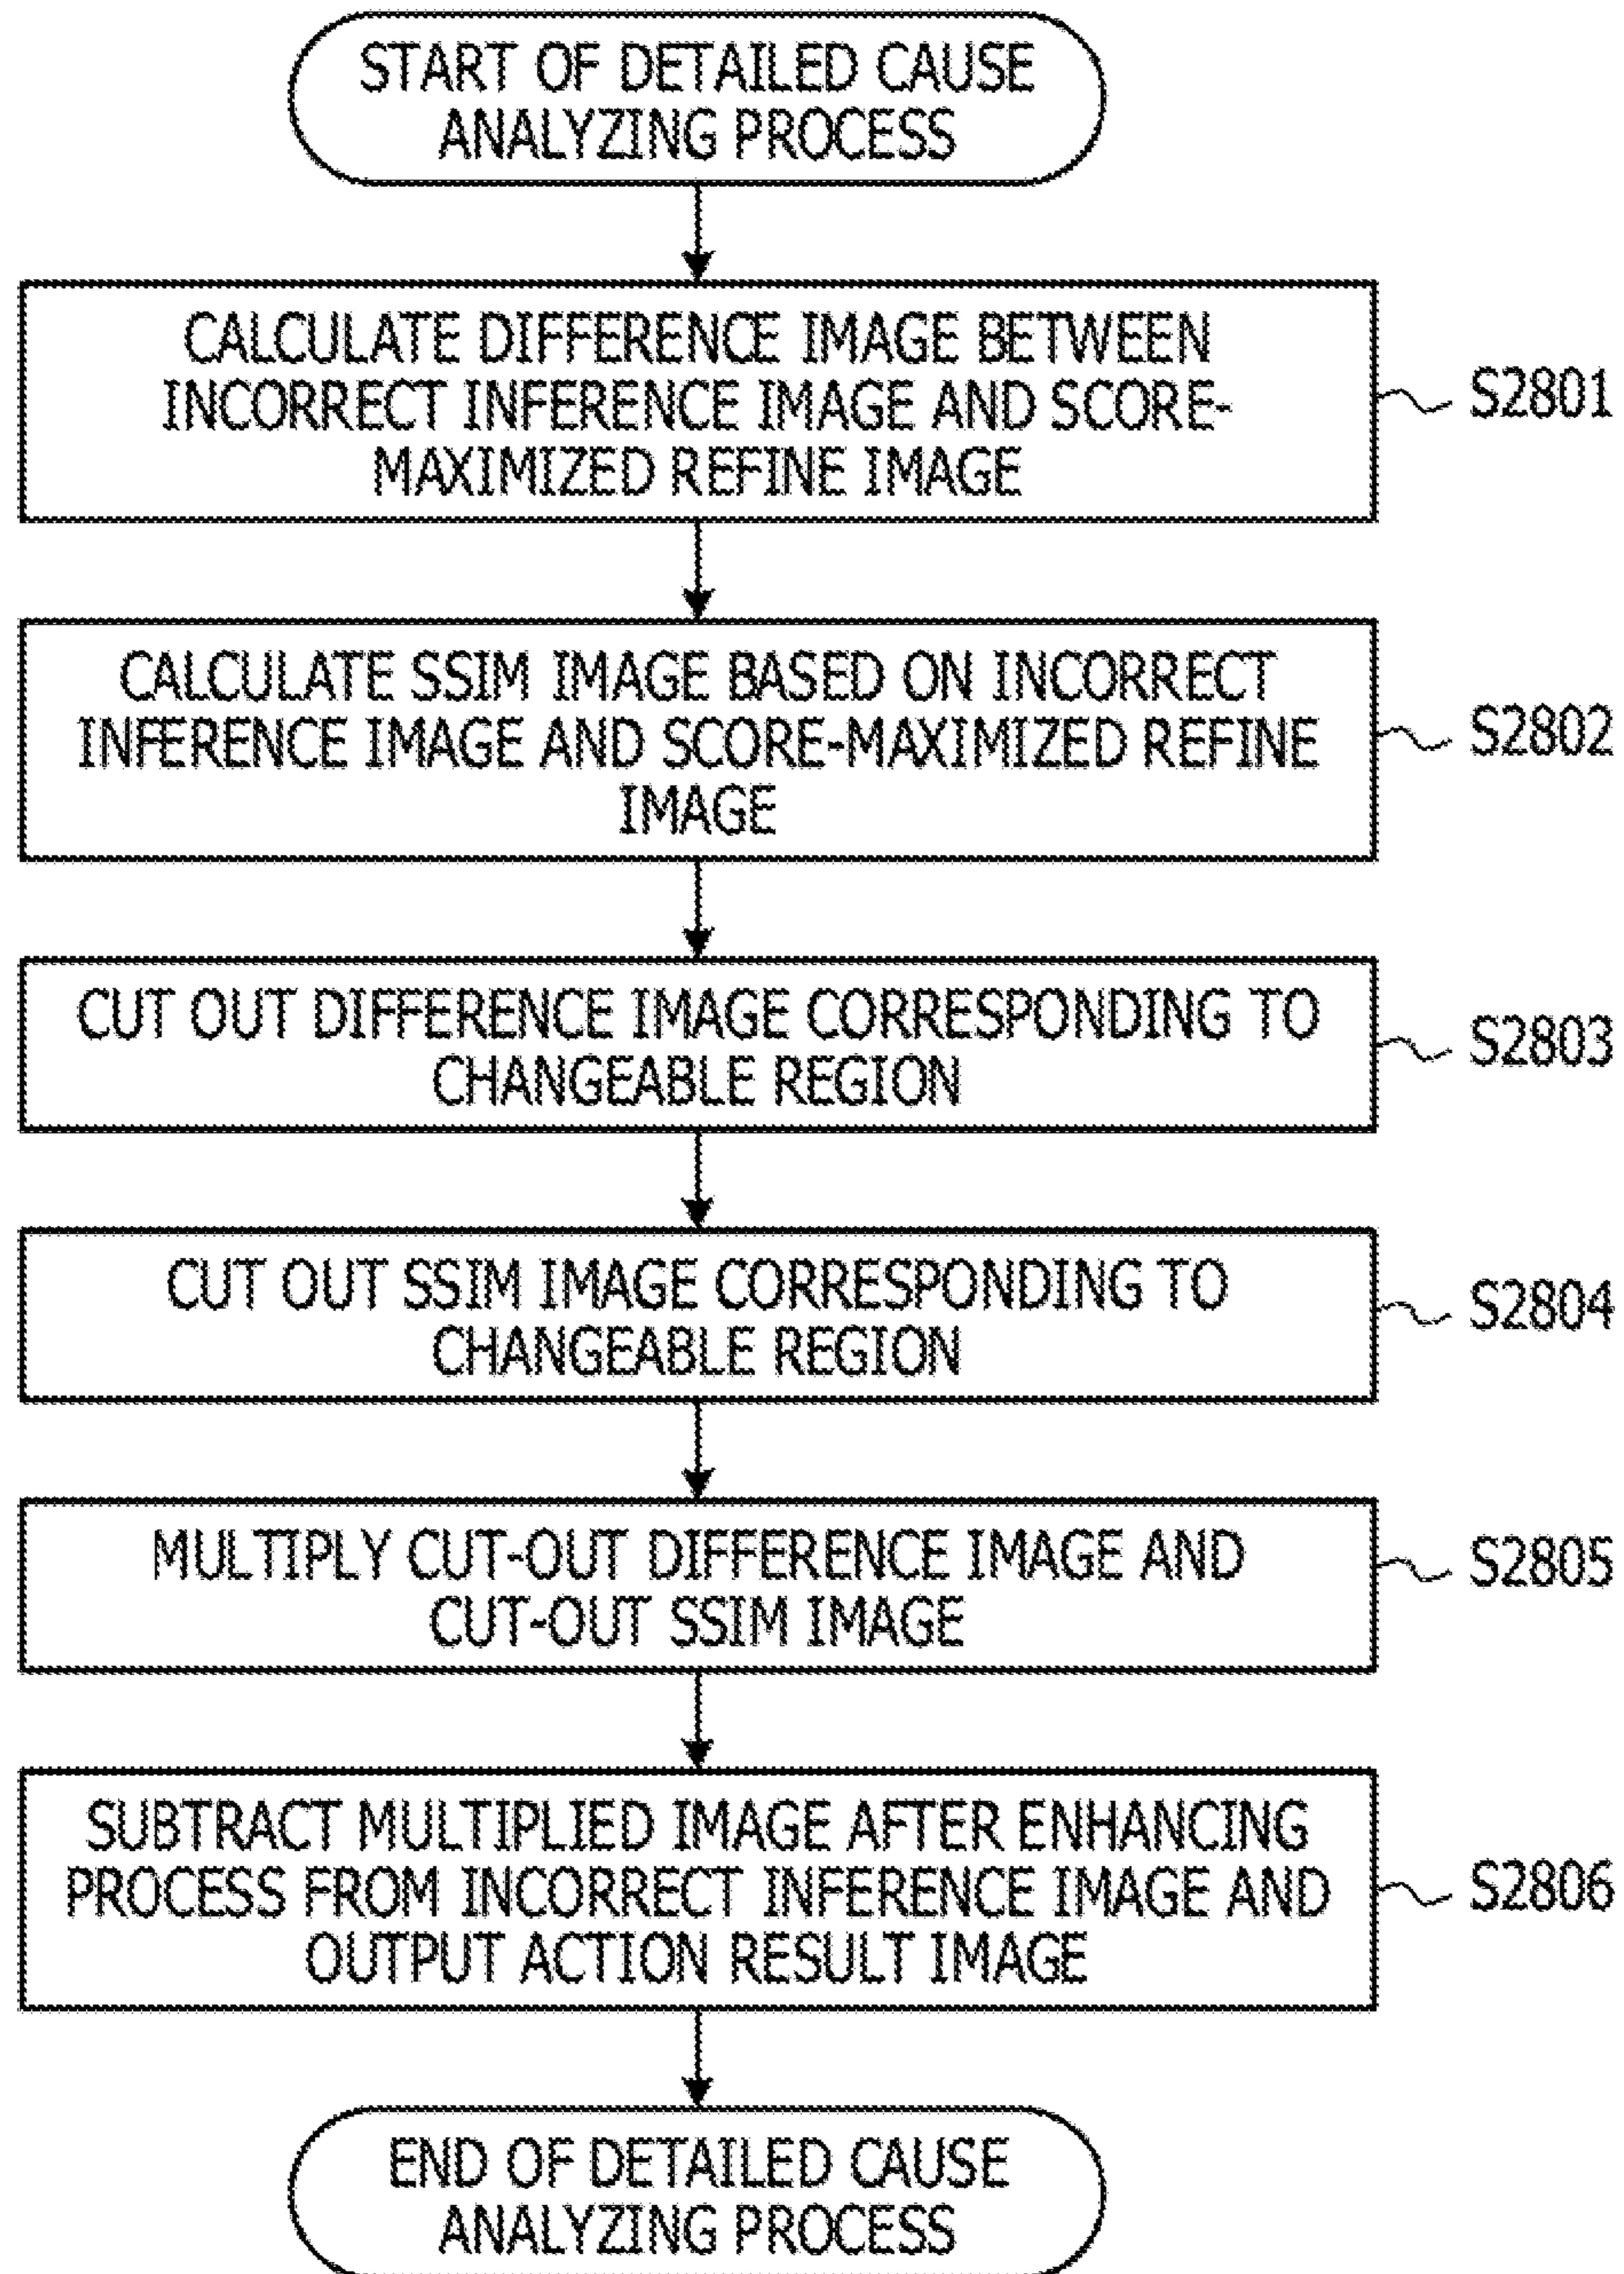 START OF DETAILED CAUSE
ANALYZING PROCESS
CALCULATE DIFFERENCE IMAGE BETWEEN
INCORRECT INFERENCE IMAGE AND SCORE-
MAXIMIZED REFINE IMAGE
S2801
CALCULATE SSIM IMAGE BASED ON INCORRECT
INFERENCE IMAGE AND SCORE-MAXIMIZED REFINE
IMAGE
S2802
CUT OUT DIFFERENCE IMAGE CORRESPONDING TO
CHANGEABLE REGION
S2803
CUT OUT SSIM IMAGE CORRESPONDING TO
CHANGEABLE REGION
S2804
MULTIPLY CUT-OUT DIFFERENCE IMAGE AND
CUT-OUT SSIM IMAGE
S2805
SUBTRACT MULTIPLIED IMAGE AFTER ENHANCING
PROCESS FROM INCORRECT INFERENCE IMAGE AND
OUTPUT ACTION RESULT IMAGE
S2806
END OF DETAILED CAUSE
ANALYZING PROCESS